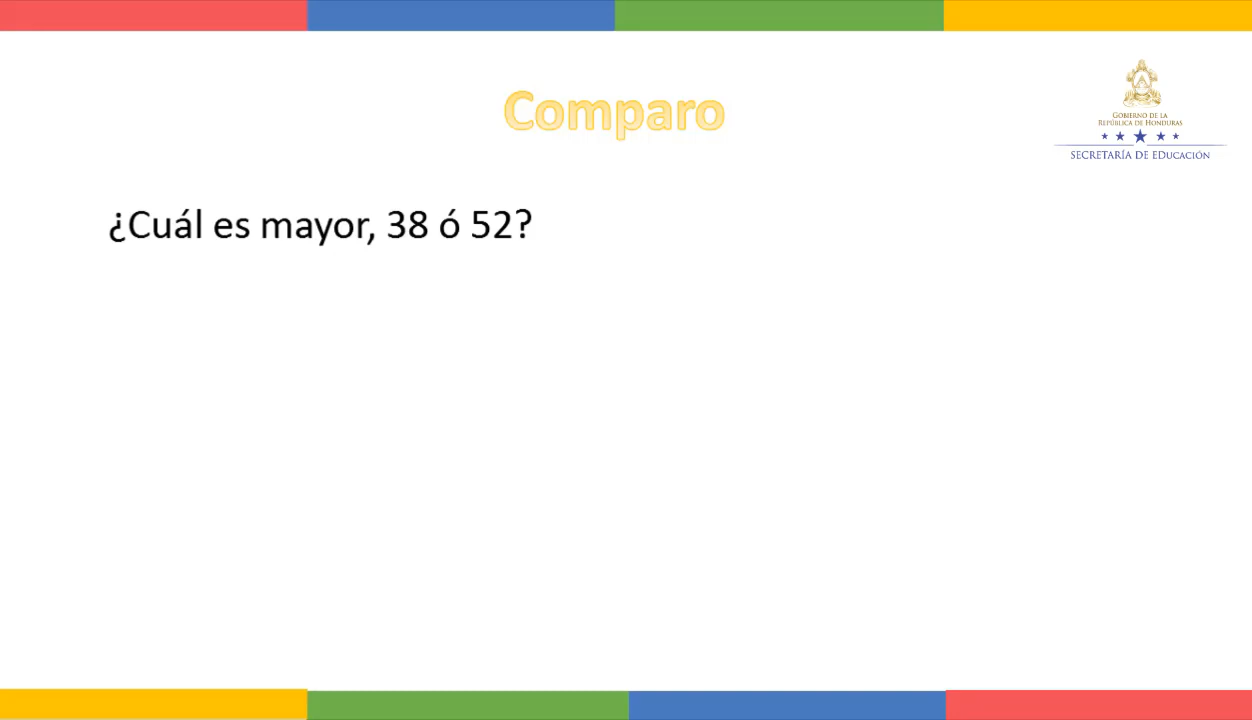 Comparo
GOBIERNO DE LA
REPÚBLICA DE HONDURAS
SECRETARÍA DE EDUCACIÓN
¿Cuál es mayor, 38 ó 52?